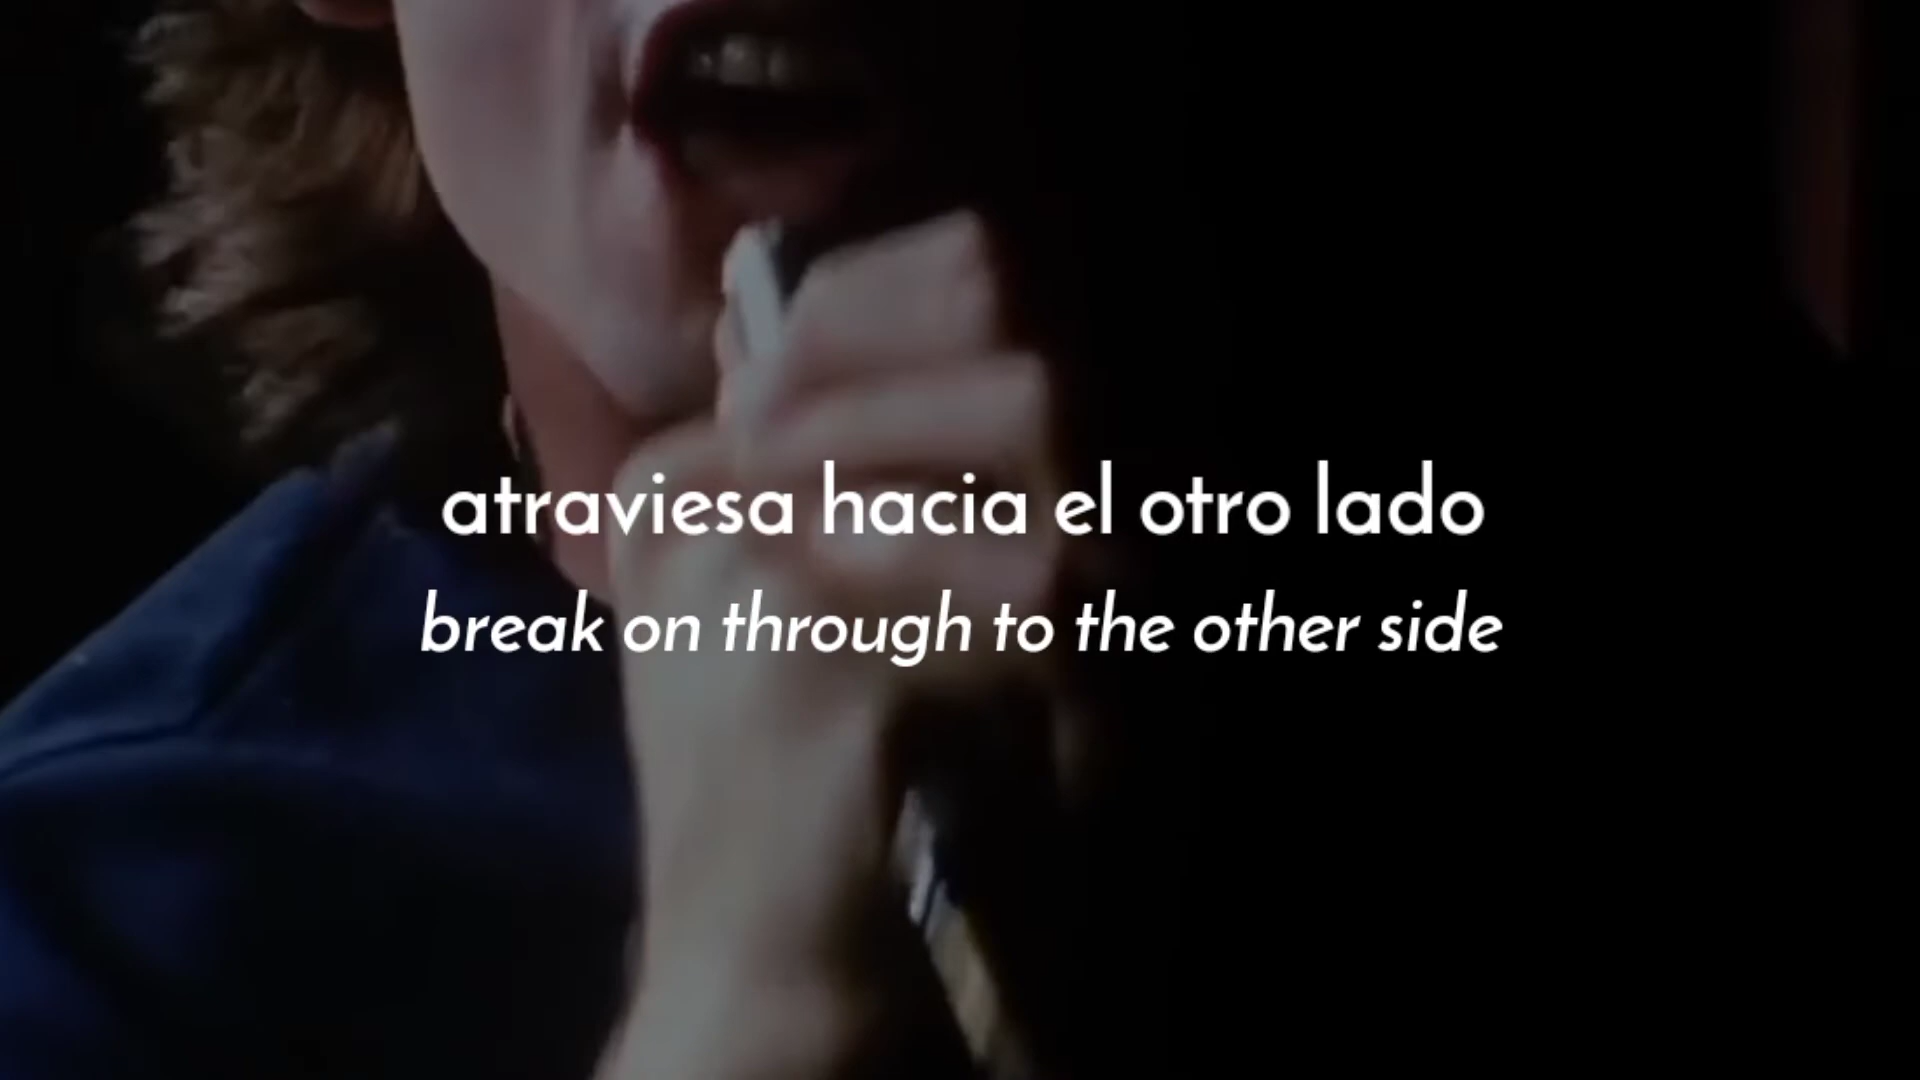 atraviesa hacia el otro lado
break on through to the other side